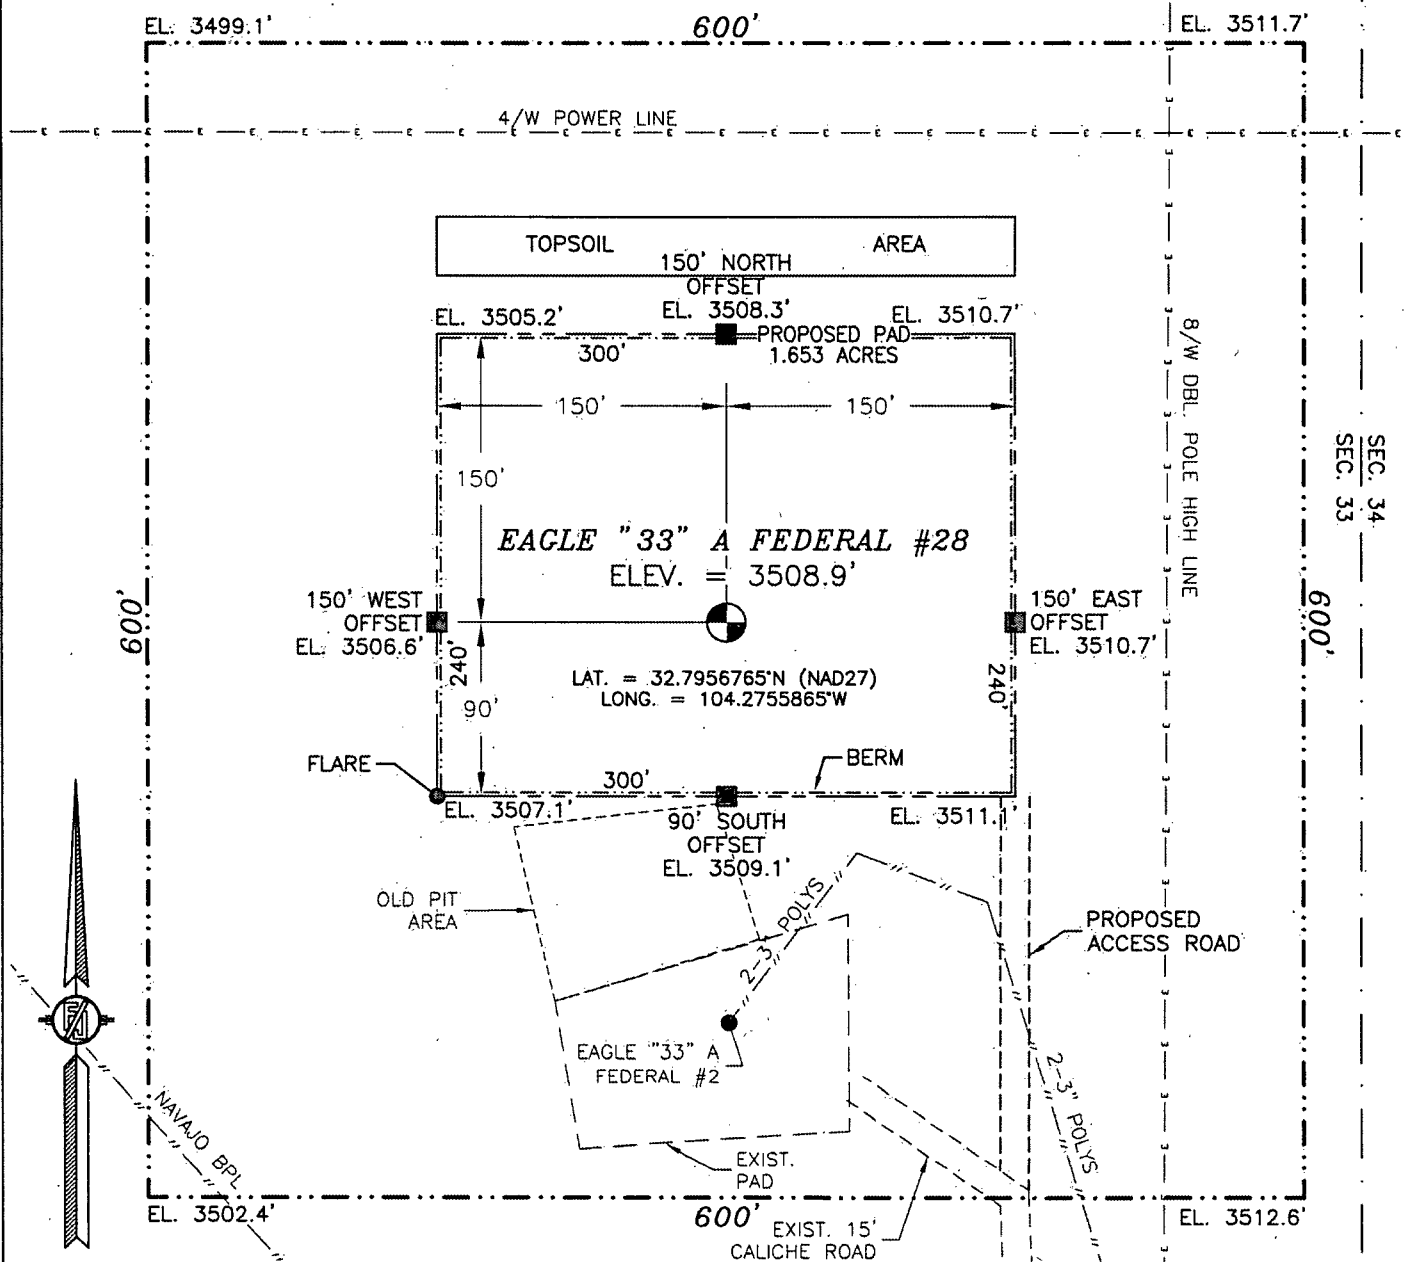 EL. 3499.1'
600'
EL. 3511.7'
4/W POWER LINE
TOPSOIL AREA
150' NORTH
OFFSET
EL. 3508.3'
EL. 3505.2'
EL. 3510.7'
PROPOSED PAD
1.653 ACRES
300'
150'
150'
150'
8/W DBL. POLE HIGH LINE
SEC. 34
SEC. 33
EAGLE "33" A FEDERAL #28
ELEV. = 3508.9'
600'
150' WEST
OFFSET
EL. 3506.6'
150' EAST
OFFSET
EL. 3510.7'
600'
240'
90'
LAT. = 32.7956765°N (NAD27)
LONG. = 104.2755865°W
240'
FLARE
300'
BERM
EL. 3507.1'
90' SOUTH
OFFSET
EL. 3509.1'
EL. 3511.1'
OLD PIT
AREA
2-3" POLYS
PROPOSED
ACCESS ROAD
EAGLE "33" A
FEDERAL #2
2-3" POLYS
NAVAJO BPL
EXIST.
PAD
EL. 3502.4'
600'
EXIST. 15'
CALICHE ROAD
EL. 3512.6'